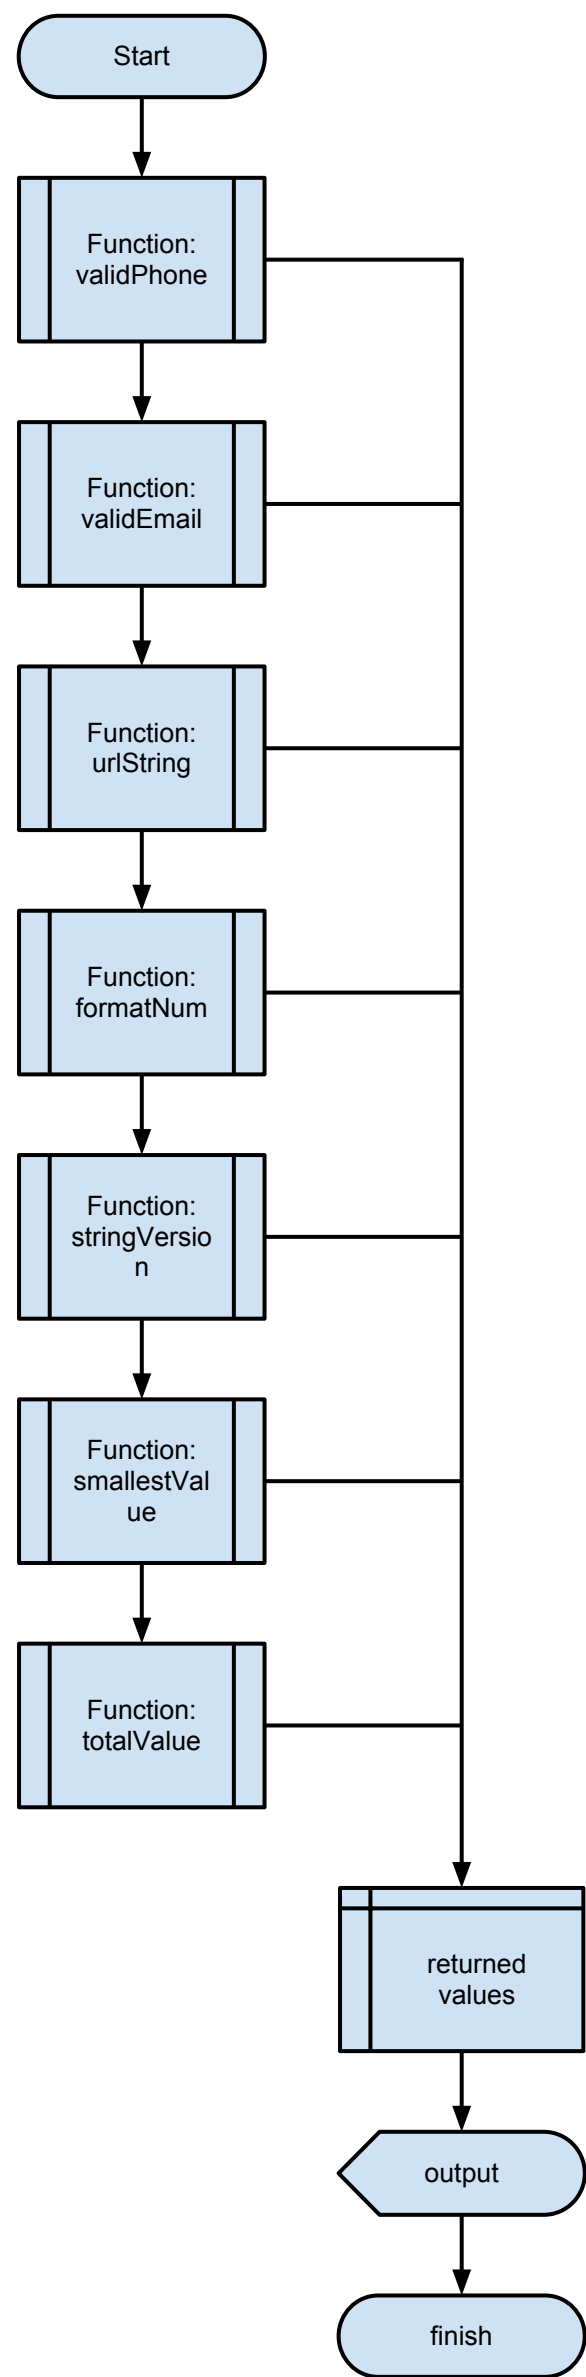 Start
Function:
validPhone
Function:
validEmail
Function:
urlString
Function:
formatNum
Function:
stringVersio
n
Function:
smallestVal
ue
Function:
totalValue
returned
values
output
finish